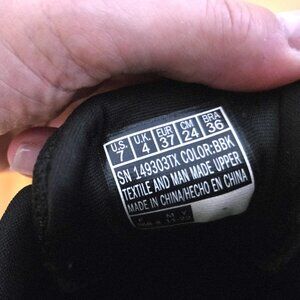 U.S. U.K. EUR CM BRA
7 4 37 24 36
SN 149303TX COLOR:BBK
TEXTILE AND MAN MADE UPPER
MADE IN CHINA/HECHO EN CHINA